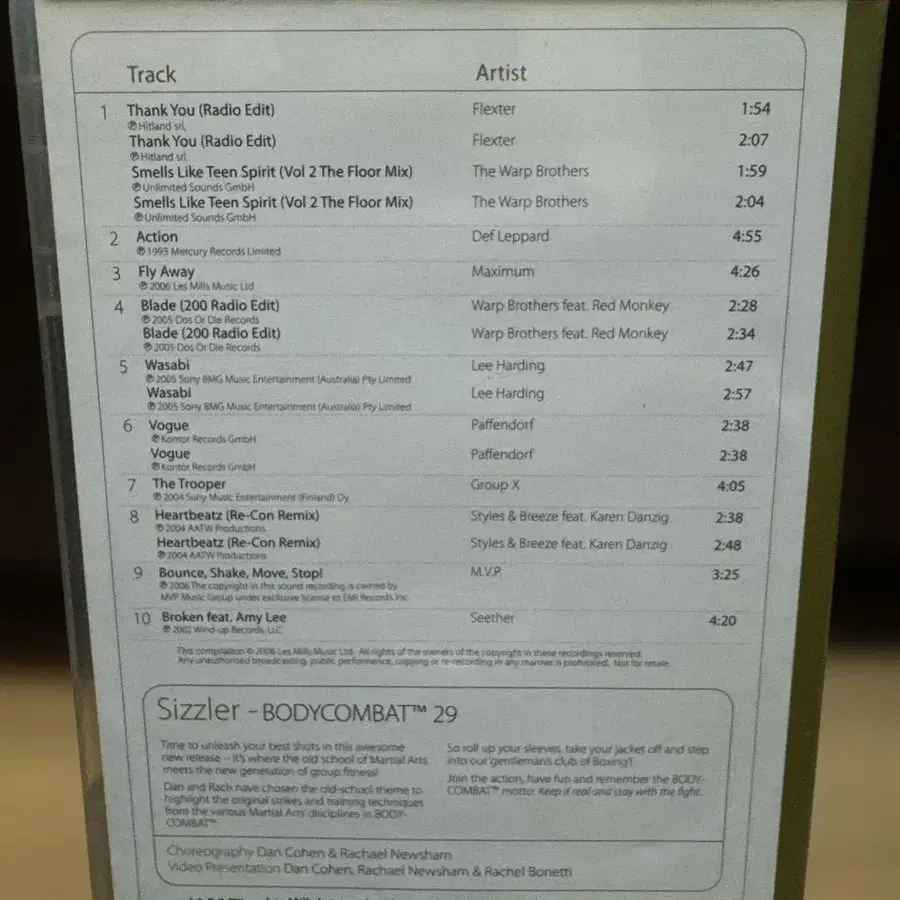 Track Artist
1 Thank You (Radio Edit) Flexter 1:54
℗ Hitland srl,
Thank You (Radio Edit) Flexter 2:07
℗ Hitland srl.
Smells Like Teen Spirit (Vol 2 The Floor Mix) The Warp Brothers 1:59
℗ Unlimited Sounds GmbH
Smells Like Teen Spirit (Vol 2 The Floor Mix) The Warp Brothers 2:04
℗ Unlimited Sounds GmbH
2 Action Def Leppard 4:55
℗ 1993 Mercury Records Limited
3 Fly Away Maximum 4:26
℗ 2006 Les Mills Music Ltd
4 Blade (200 Radio Edit) Warp Brothers feat. Red Monkey 2:28
℗ 2005 Dos Or Die Records
Blade (200 Radio Edit) Warp Brothers feat. Red Monkey 2:34
℗ 2005 Dos Or Die Records
5 Wasabi Lee Harding 2:47
℗ 2005 Sony BMG Music Entertainment (Australia) Pty Limited
Wasabi Lee Harding 2:57
℗ 2005 Sony BMG Music Entertainment (Australia) Pty Limited
6 Vogue Paffendorf 2:38
℗ Kontor Records GmbH
Vogue Paffendorf 2:38
℗ Kontor Records GmbH
7 The Trooper Group X 4:05
℗ 2004 Sony Music Entertainment (Finland) Oy
8 Heartbeatz (Re-Con Remix) Styles & Breeze feat. Karen Danzig 2:38
℗ 2004 AATW Productions
Heartbeatz (Re-Con Remix) Styles & Breeze feat. Karen Danzig 2:48
℗ 2004 AATW Productions
9 Bounce, Shake, Move, Stop! M.V.P. 3:25
℗ 2006 The copyright in this sound recording is owned by
MVP Music Group under exclusive license to EMI Records Inc.
10 Broken feat. Amy Lee Seether 4:20
℗ 2002 Wind-up Records, LLC
This compilation © 2006 Les Mills Music Ltd. All rights of the owners of the copyright in these recordings reserved.
Any unauthorised broadcasting, public performance, copying or re-recording in any manner is prohibited. Not for resale.
Sizzler - BODYCOMBAT™ 29
Time to unleash your best shots in this awesome
new release – it's where the old school of Martial Arts
meets the new generation of group fitness!
Dan and Rach have chosen the old-school theme to
highlight the original strikes and training techniques
from the various Martial Arts disciplines in BODY-
COMBAT™.
So roll up your sleeves, take your jacket off and step
into our 'gentleman's club of Boxing'!
Join the action, have fun and remember the BODY-
COMBAT™ motto: Keep it real and stay with the fight.
Choreography Dan Cohen & Rachael Newsham
Video Presentation Dan Cohen, Rachael Newsham & Rachel Bonetti